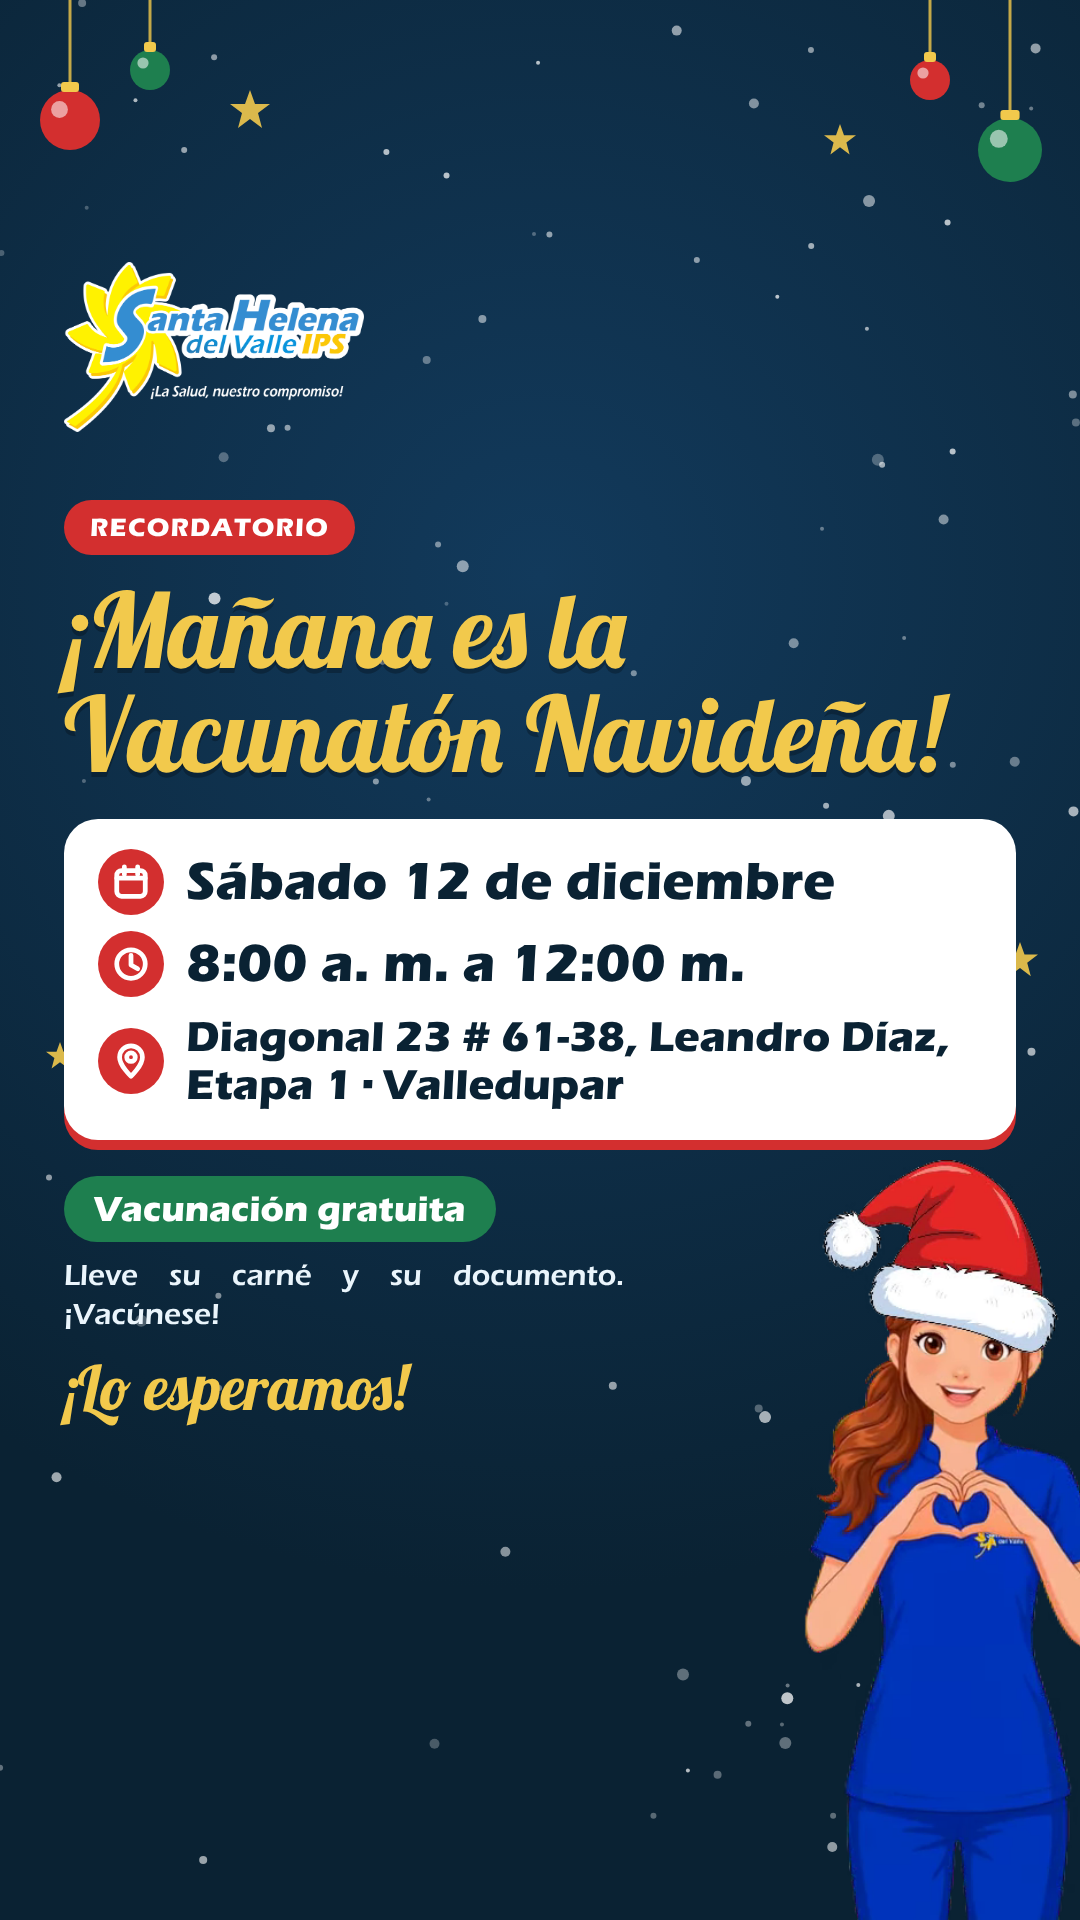 Santa Helena
del Valle IPS
¡La Salud, nuestro compromiso!
RECORDATORIO
¡Mañana es la
Vacunatón Navideña!
Sábado 12 de diciembre
8:00 a. m. a 12:00 m.
Diagonal 23 # 61-38, Leandro Díaz,
Etapa 1 · Valledupar
Vacunación gratuita
Lleve su carné y su documento.
¡Vacúnese!
¡Lo esperamos!